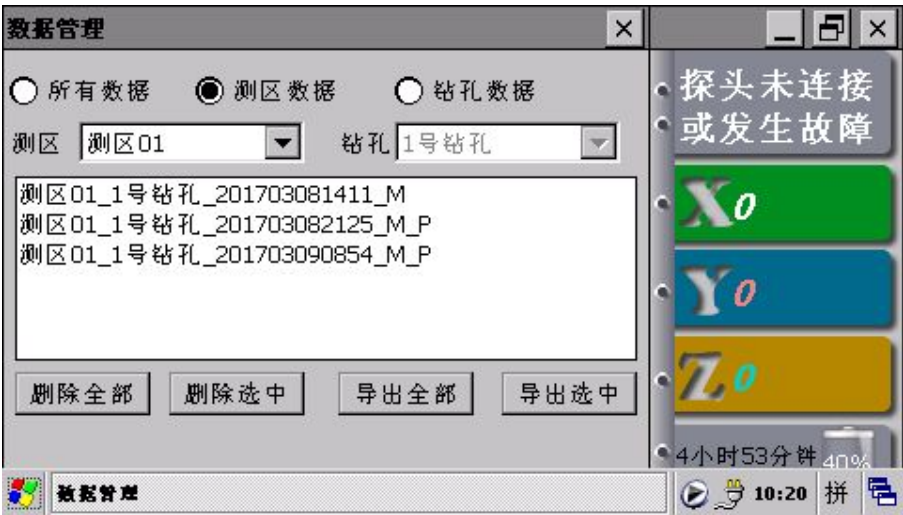 数据管理
所有数据 测区数据 钻孔数据
测区 测区01 钻孔 1号钻孔
测区01_1号钻孔_201703081411_M
测区01_1号钻孔_201703082125_M_P
测区01_1号钻孔_201703090854_M_P
删除全部 删除选中 导出全部 导出选中
探头未连接
或发生故障
X 0
Y 0
Z 0
4小时53分钟 40%
数据管理 10:20 拼